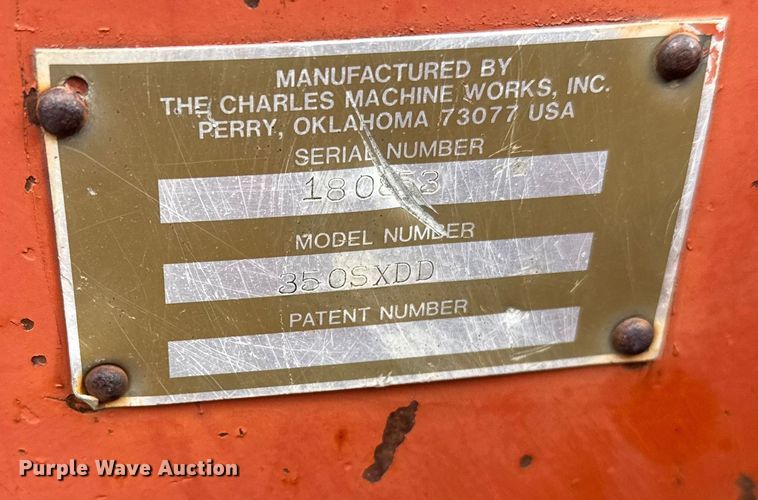 MANUFACTURED BY
THE CHARLES MACHINE WORKS, INC.
PERRY, OKLAHOMA 73077 USA
SERIAL NUMBER
MODEL NUMBER
350SXDD
PATENT NUMBER
Purple Wave Auction